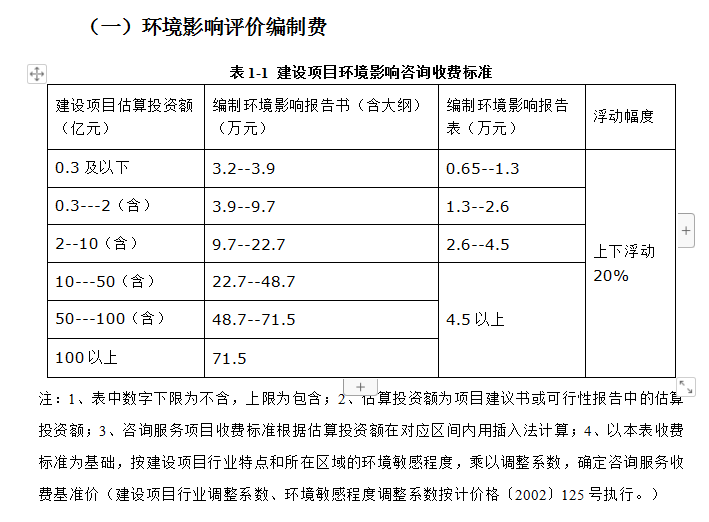 （一）环境影响评价编制费
表 1-1 建设项目环境影响咨询收费标准
建设项目估算投资额
（亿元）
编制环境影响报告书（含大纲）
（万元）
编制环境影响报告
表（万元）
浮动幅度
0.3 及以下
3.2--3.9
0.65--1.3
上下浮动
20%
0.3---2（含）
3.9--9.7
1.3--2.6
2--10（含）
9.7--22.7
2.6--4.5
10---50（含）
22.7--48.7
4.5 以上
50---100（含）
48.7--71.5
100 以上
71.5
注：1、表中数字下限为不含，上限为包含；2、估算投资额为项目建议书或可行性报告中的估算
投资额；3、咨询服务项目收费标准根据估算投资额在对应区间内用插入法计算；4、以本表收费
标准为基础，按建设项目行业特点和所在区域的环境敏感程度，乘以调整系数，确定咨询服务收
费基准价（建设项目行业调整系数、环境敏感程度调整系数按计价格〔2002〕125 号执行。）